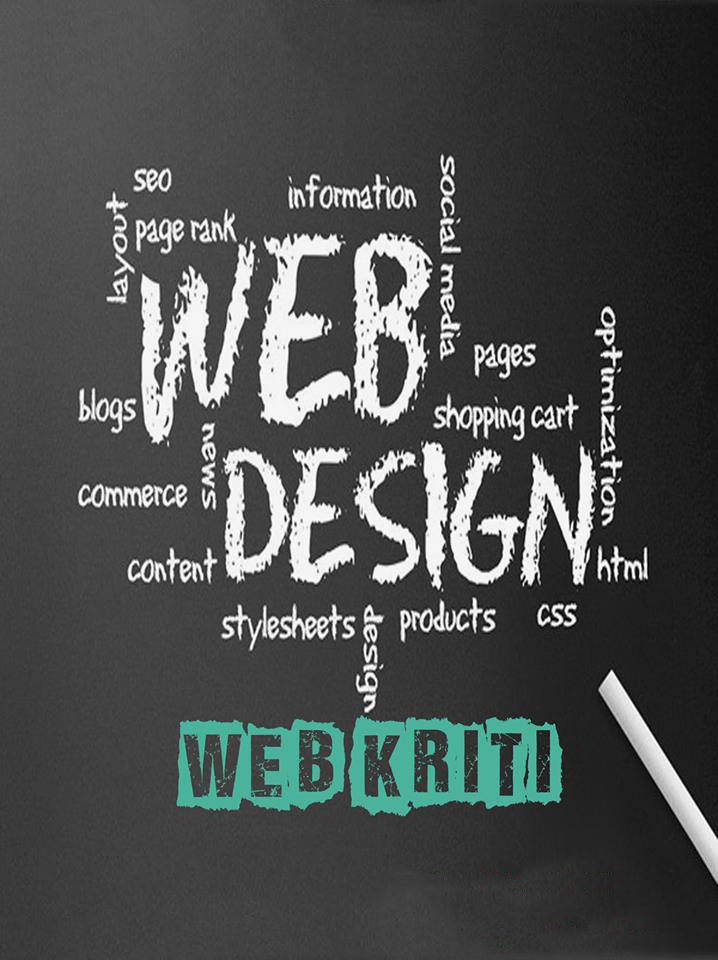 seo
information
social media
layout
page rank
WEB
pages
optimization
blogs
shopping cart
news
DESIGN
commerce
content
html
stylesheets
design
products
css
WEB KRITI